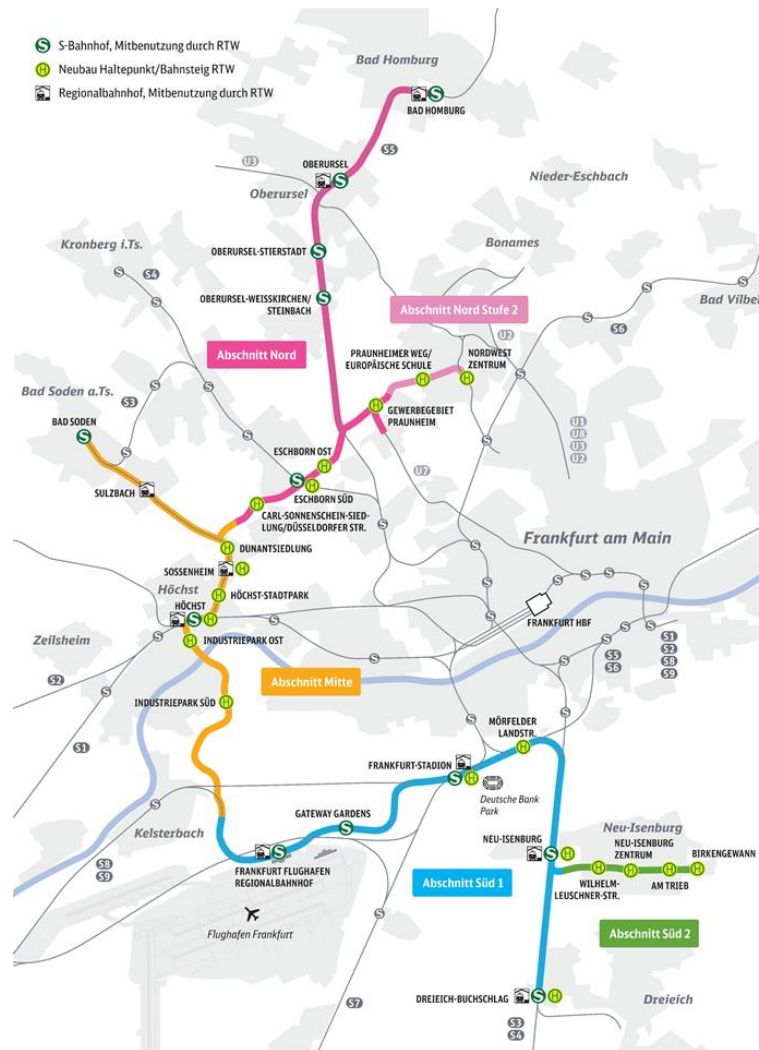 S S-Bahnhof, Mitbenutzung durch RTW
H Neubau Haltepunkt/Bahnsteig RTW
Regionalbahnhof, Mitbenutzung durch RTW
Bad Homburg
S
BAD HOMBURG
S5
U3
OBERURSEL
S
Oberursel
Nieder-Eschbach
Kronberg i.Ts.
S4
OBERURSEL-STIERSTADT
S
Bonames
OBERURSEL-WEISSKIRCHEN/
STEINBACH
S
Bad Vilbel
Abschnitt Nord Stufe 2
S6
U2
Abschnitt Nord
PRAUNHEIMER WEG/
EUROPÄISCHE SCHULE
H
NORDWEST
ZENTRUM
H
S3
Bad Soden a.Ts.
BAD SODEN
S
H
GEWERBEGEBIET
PRAUNHEIM
U1
U8
U3
U2
ESCHBORN OST
H
U7
SULZBACH
S
H
ESCHBORN SÜD
H
CARL-SONNENSCHEIN-SIED-
LUNG/DÜSSELDORFER STR.
H
DUNANTSIEDLUNG
Frankfurt am Main
SOSSENHEIM
H
Höchst
H
HÖCHST-STADTPARK
HÖCHST
S
H
FRANKFURT HBF
Zeilsheim
H
INDUSTRIEPARK OST
S1
S2
S8
S9
S5
S6
S2
Abschnitt Mitte
INDUSTRIEPARK SÜD
H
S1
MÖRFELDER
LANDSTR.
H
FRANKFURT-STADION
S
H
Deutsche Bank
Park
Kelsterbach
GATEWAY GARDENS
S
Neu-Isenburg
NEU-ISENBURG
S
H
NEU-ISENBURG
ZENTRUM
BIRKENGEWANN
S8
S9
S
FRANKFURT FLUGHAFEN
REGIONALBAHNHOF
H
H
H
H
WILHELM-
LEUSCHNER-STR.
AM TRIEB
Abschnitt Süd 1
Flughafen Frankfurt
Abschnitt Süd 2
S7
DREIEICH-BUCHSCHLAG
S
H
Dreieich
S3
S4